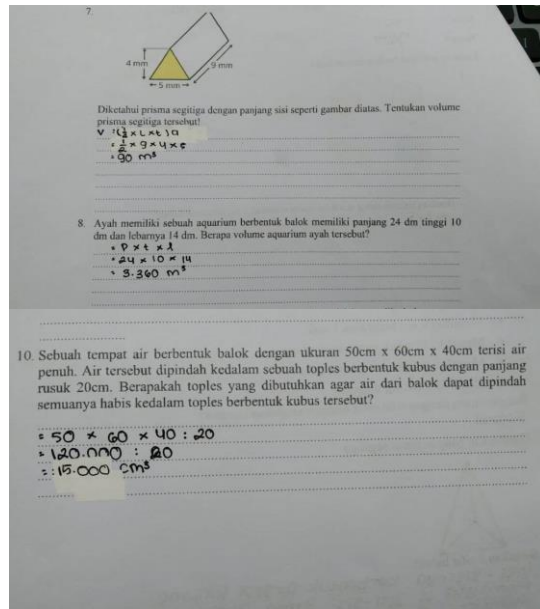 7.
4 mm
9 mm
5 mm
Diketahui prisma segitiga dengan panjang sisi seperti gambar diatas. Tentukan volume
prisma segitiga tersebut!
= ½ × 9 × 4 ×
= 90 m³
8. Ayah memiliki sebuah aquarium berbentuk balok memiliki panjang 24 dm tinggi 10
dm dan lebarnya 14 dm. Berapa volume aquarium ayah tersebut?
= P × t × l
= 24 × 10 × 14
= 3.360 m³
10. Sebuah tempat air berbentuk balok dengan ukuran 50cm x 60cm x 40cm terisi air
penuh. Air tersebut dipindah kedalam sebuah toples berbentuk kubus dengan panjang
rusuk 20cm. Berapakah toples yang dibutuhkan agar air dari balok dapat dipindah
semuanya habis kedalam toples berbentuk kubus tersebut?
= 50 × 60 × 40 : 20
= 120.000 : 20
= 15.000 cm³